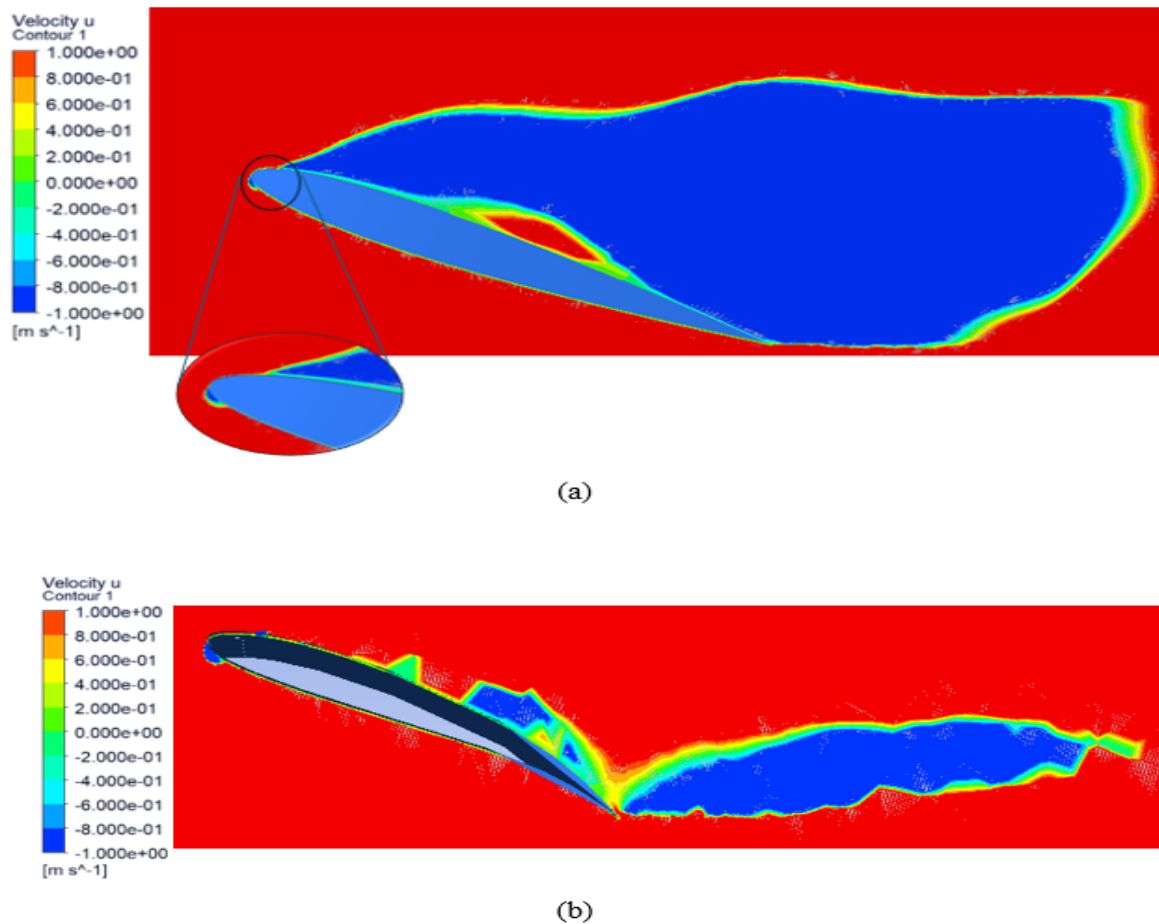 Velocity u
Contour 1
1.000e+00
8.000e-01
6.000e-01
4.000e-01
2.000e-01
0.000e+00
-2.000e-01
-4.000e-01
-6.000e-01
-8.000e-01
-1.000e+00
[m s^-1]
(a)
Velocity u
Contour 1
1.000e+00
8.000e-01
6.000e-01
4.000e-01
2.000e-01
0.000e+00
-2.000e-01
-4.000e-01
-6.000e-01
-8.000e-01
-1.000e+00
[m s^-1]
(b)